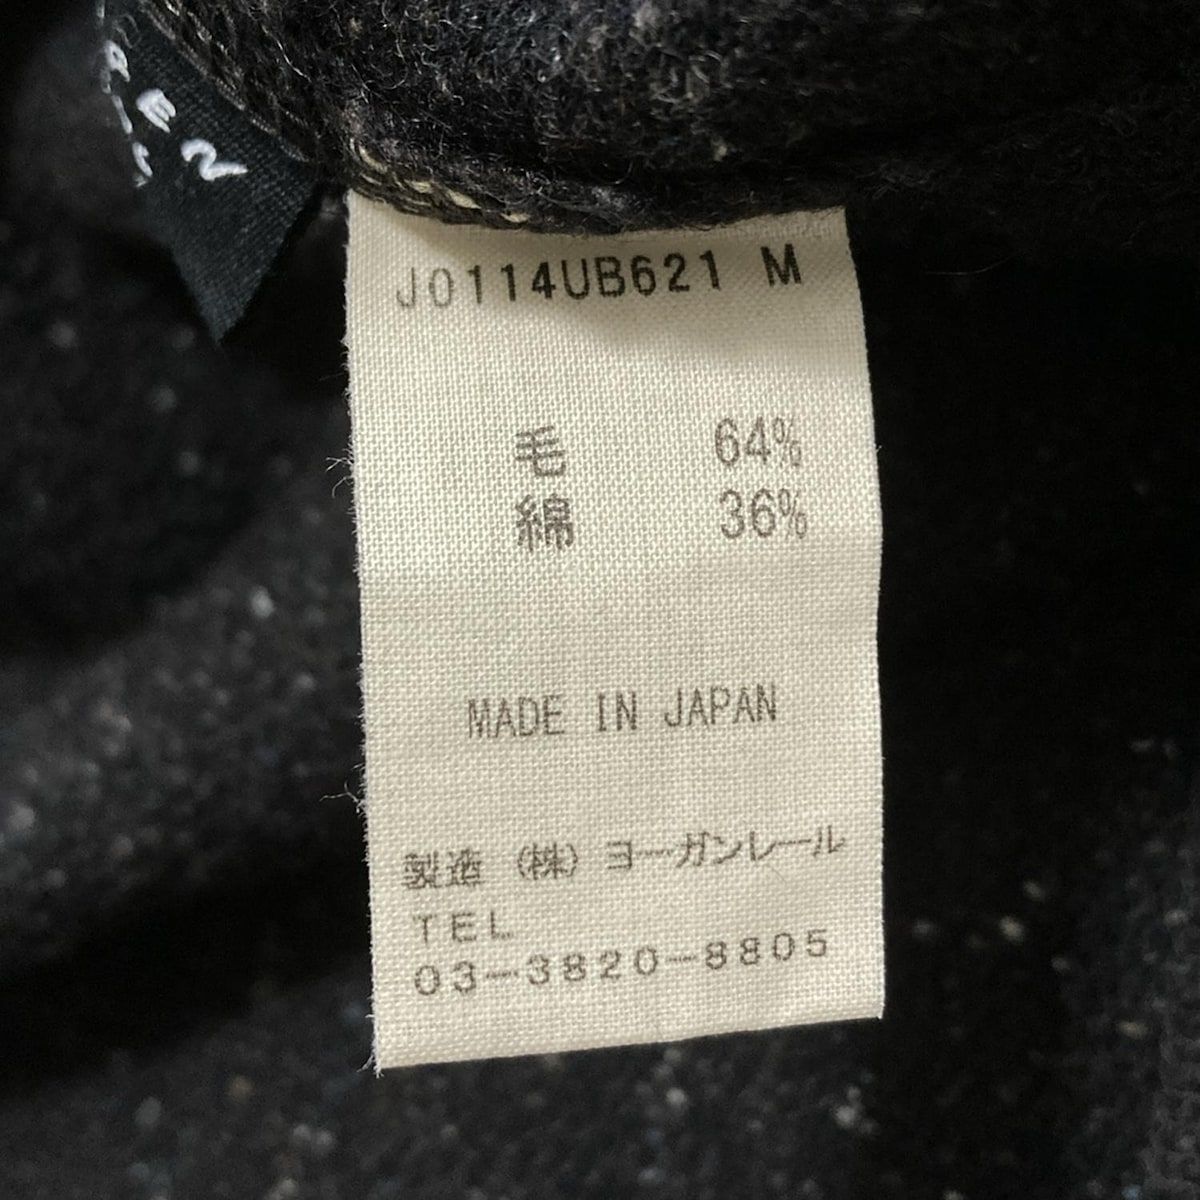 J0114UB621 M
毛 64%
綿 36%
MADE IN JAPAN
製造 (株) ヨーガンレール
TEL
03-3820-8805